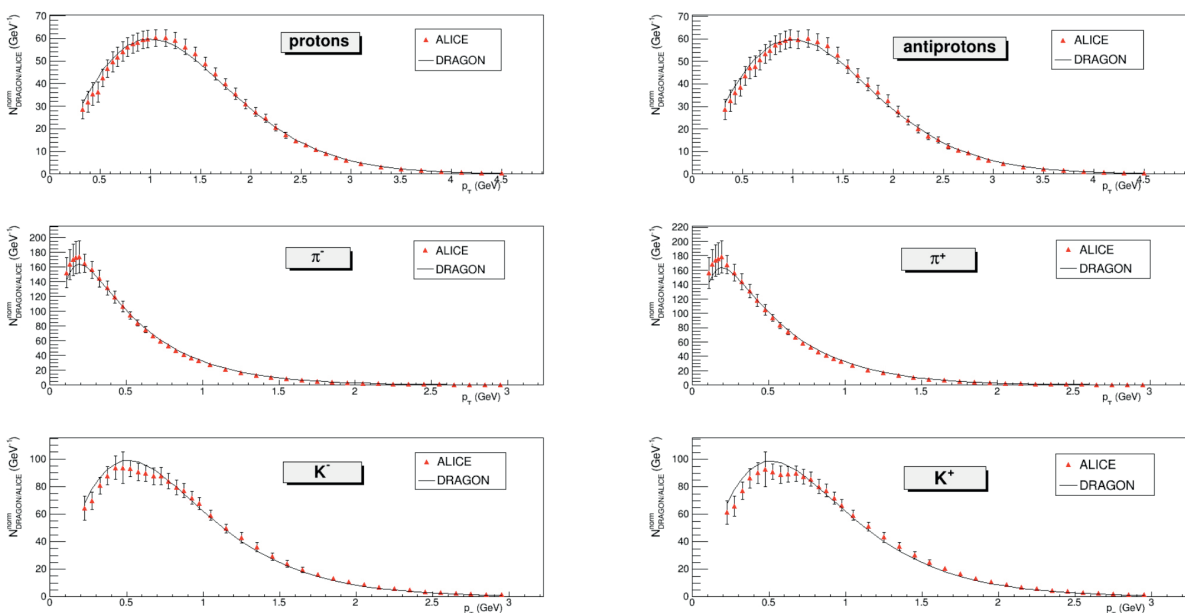 N^norm_DRAGON/ALICE (GeV⁻¹)
70
60
50
40
30
20
10
0
protons
ALICE
DRAGON
0 0.5 1 1.5 2 2.5 3 3.5 4 4.5
p_T (GeV)
N^norm_DRAGON/ALICE (GeV⁻¹)
70
60
50
40
30
20
10
0
antiprotons
ALICE
DRAGON
0 0.5 1 1.5 2 2.5 3 3.5 4 4.5
p_T (GeV)
N^norm_DRAGON/ALICE (GeV⁻¹)
200
180
160
140
120
100
80
60
40
20
0
π⁻
ALICE
DRAGON
0 0.5 1 1.5 2 2.5 3
p_T (GeV)
N^norm_DRAGON/ALICE (GeV⁻¹)
220
200
180
160
140
120
100
80
60
40
20
0
π⁺
ALICE
DRAGON
0 0.5 1 1.5 2 2.5 3
p_T (GeV)
N^norm_DRAGON/ALICE (GeV⁻¹)
100
80
60
40
20
0
K⁻
ALICE
DRAGON
0 0.5 1 1.5 2 2.5 3
(GeV)
N^norm_DRAGON/ALICE (GeV⁻¹)
100
80
60
40
20
0
K⁺
ALICE
DRAGON
0 0.5 1 1.5 2 2.5 3
(GeV)